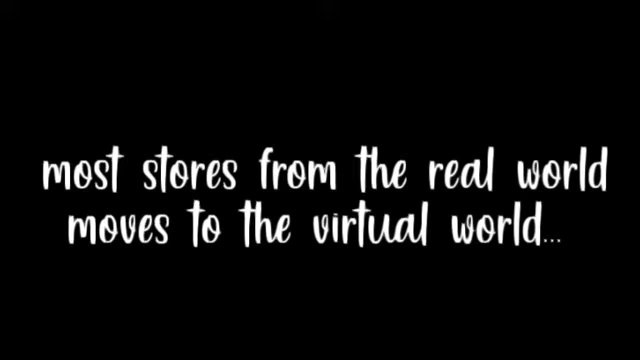 most stores from the real world
moves to the virtual world...